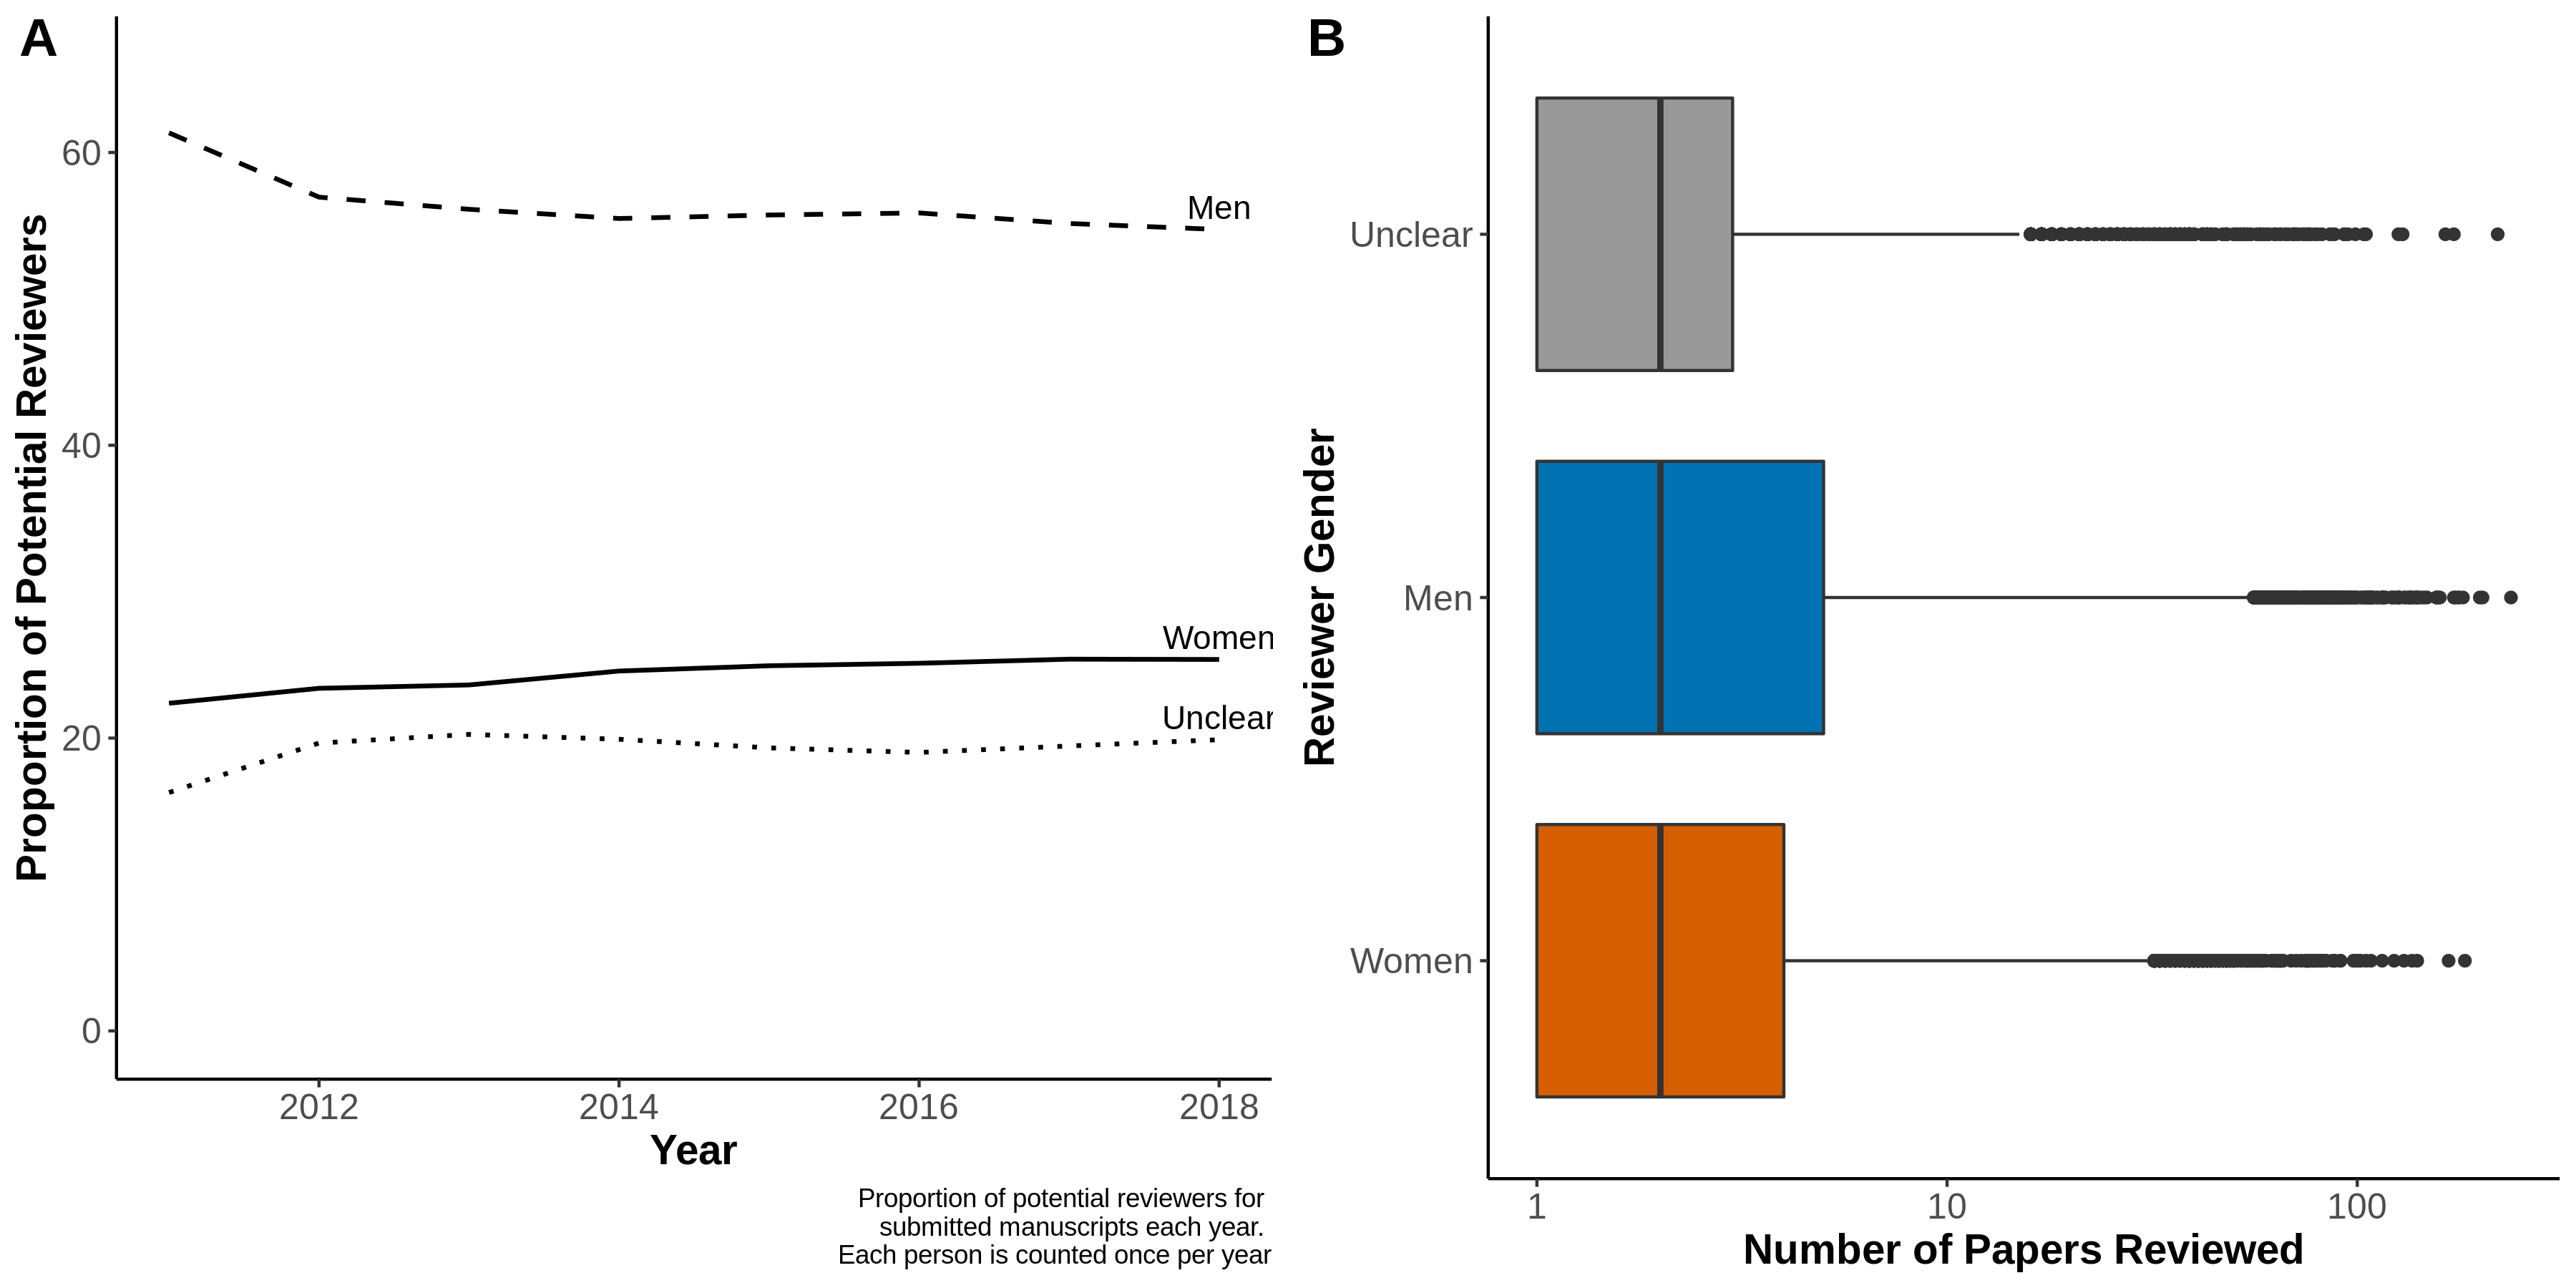 A
Proportion of Potential Reviewers
60
40
20
0
Men
Women
Unclear
2012
2014
2016
2018
Year
Proportion of potential reviewers for
submitted manuscripts each year.
Each person is counted once per year
B
Reviewer Gender
Unclear
Men
Women
1
10
100
Number of Papers Reviewed